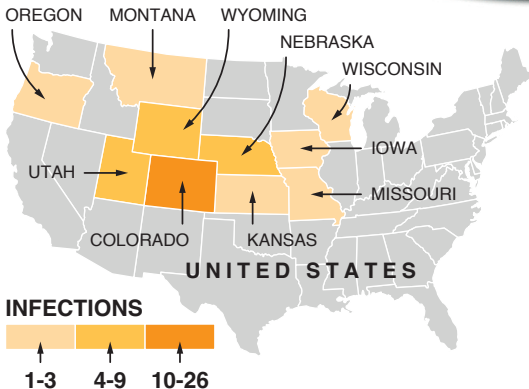 OREGON MONTANA WYOMING
NEBRASKA
WISCONSIN
IOWA
UTAH
MISSOURI
COLORADO KANSAS
UNITED STATES
INFECTIONS
1-3 4-9 10-26